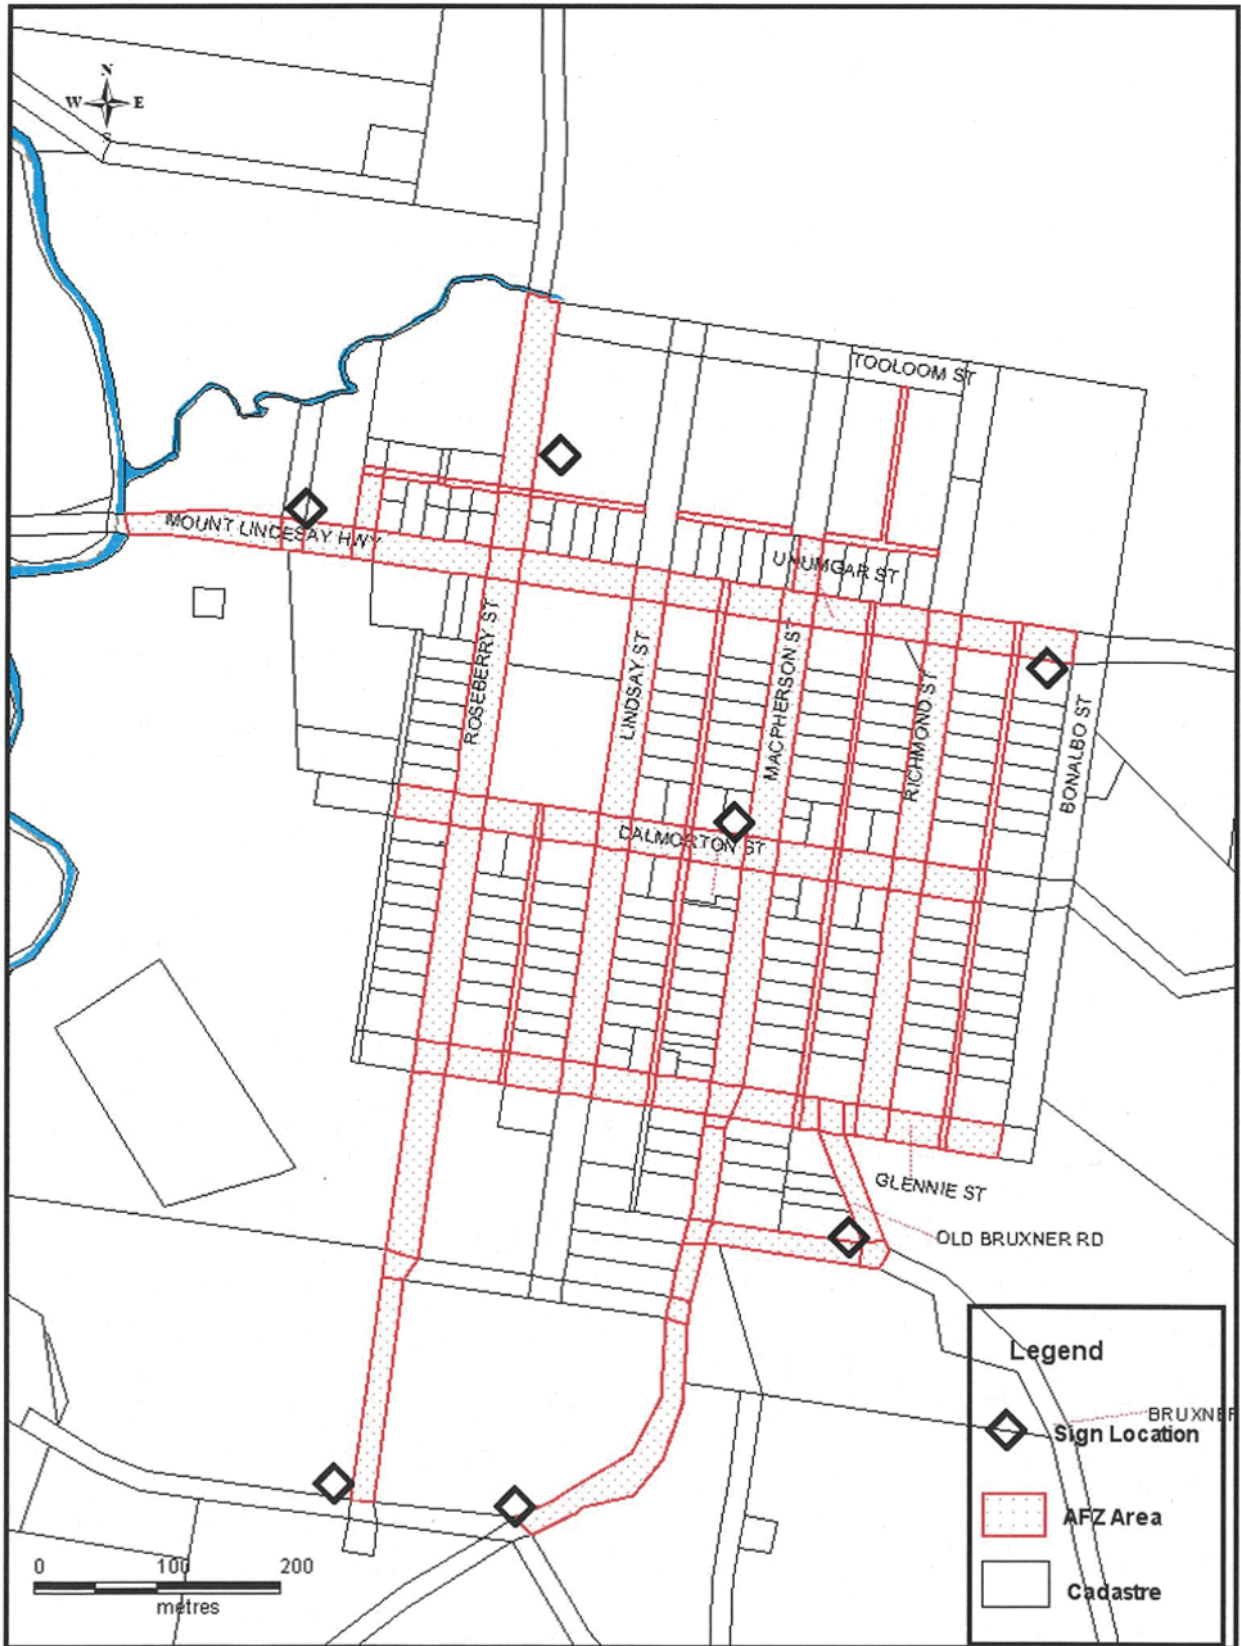 N
W E
S
TOOLOOM ST
MOUNT LINDESAY HWY
UNUMGAR ST
ROSEBERRY ST
LINDSAY ST
MACPHERSON ST
RICHMOND ST
BONALBO ST
DALMORTON ST
GLENNIE ST
OLD BRUXNER RD
Legend
BRUXNER
Sign Location
AFZ Area
Cadastre
0 100 200
metres